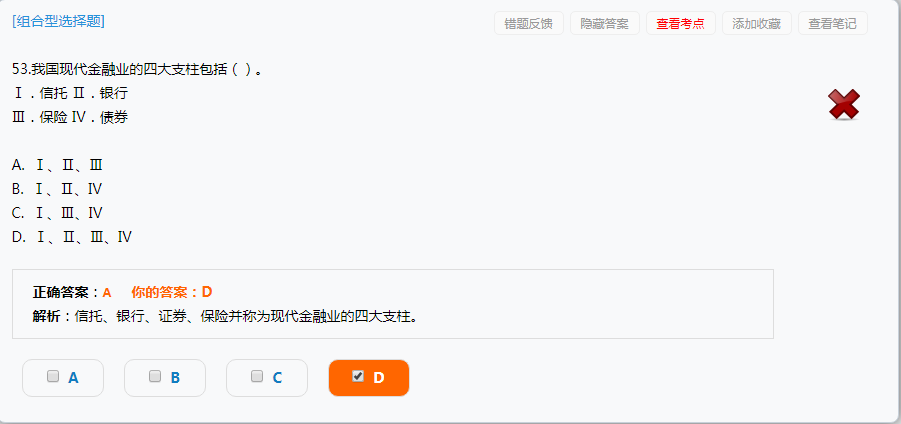 [组合型选择题]
错题反馈 隐藏答案 查看考点 添加收藏 查看笔记
53.我国现代金融业的四大支柱包括 ( ) 。
Ⅰ．信托 Ⅱ．银行
Ⅲ．保险 Ⅳ．债券
A. Ⅰ、Ⅱ、Ⅲ
B. Ⅰ、Ⅱ、Ⅳ
C. Ⅰ、Ⅲ、Ⅳ
D. Ⅰ、Ⅱ、Ⅲ、Ⅳ
正确答案：A 你的答案：D
解析：信托、银行、证券、保险并称为现代金融业的四大支柱。
A B C D